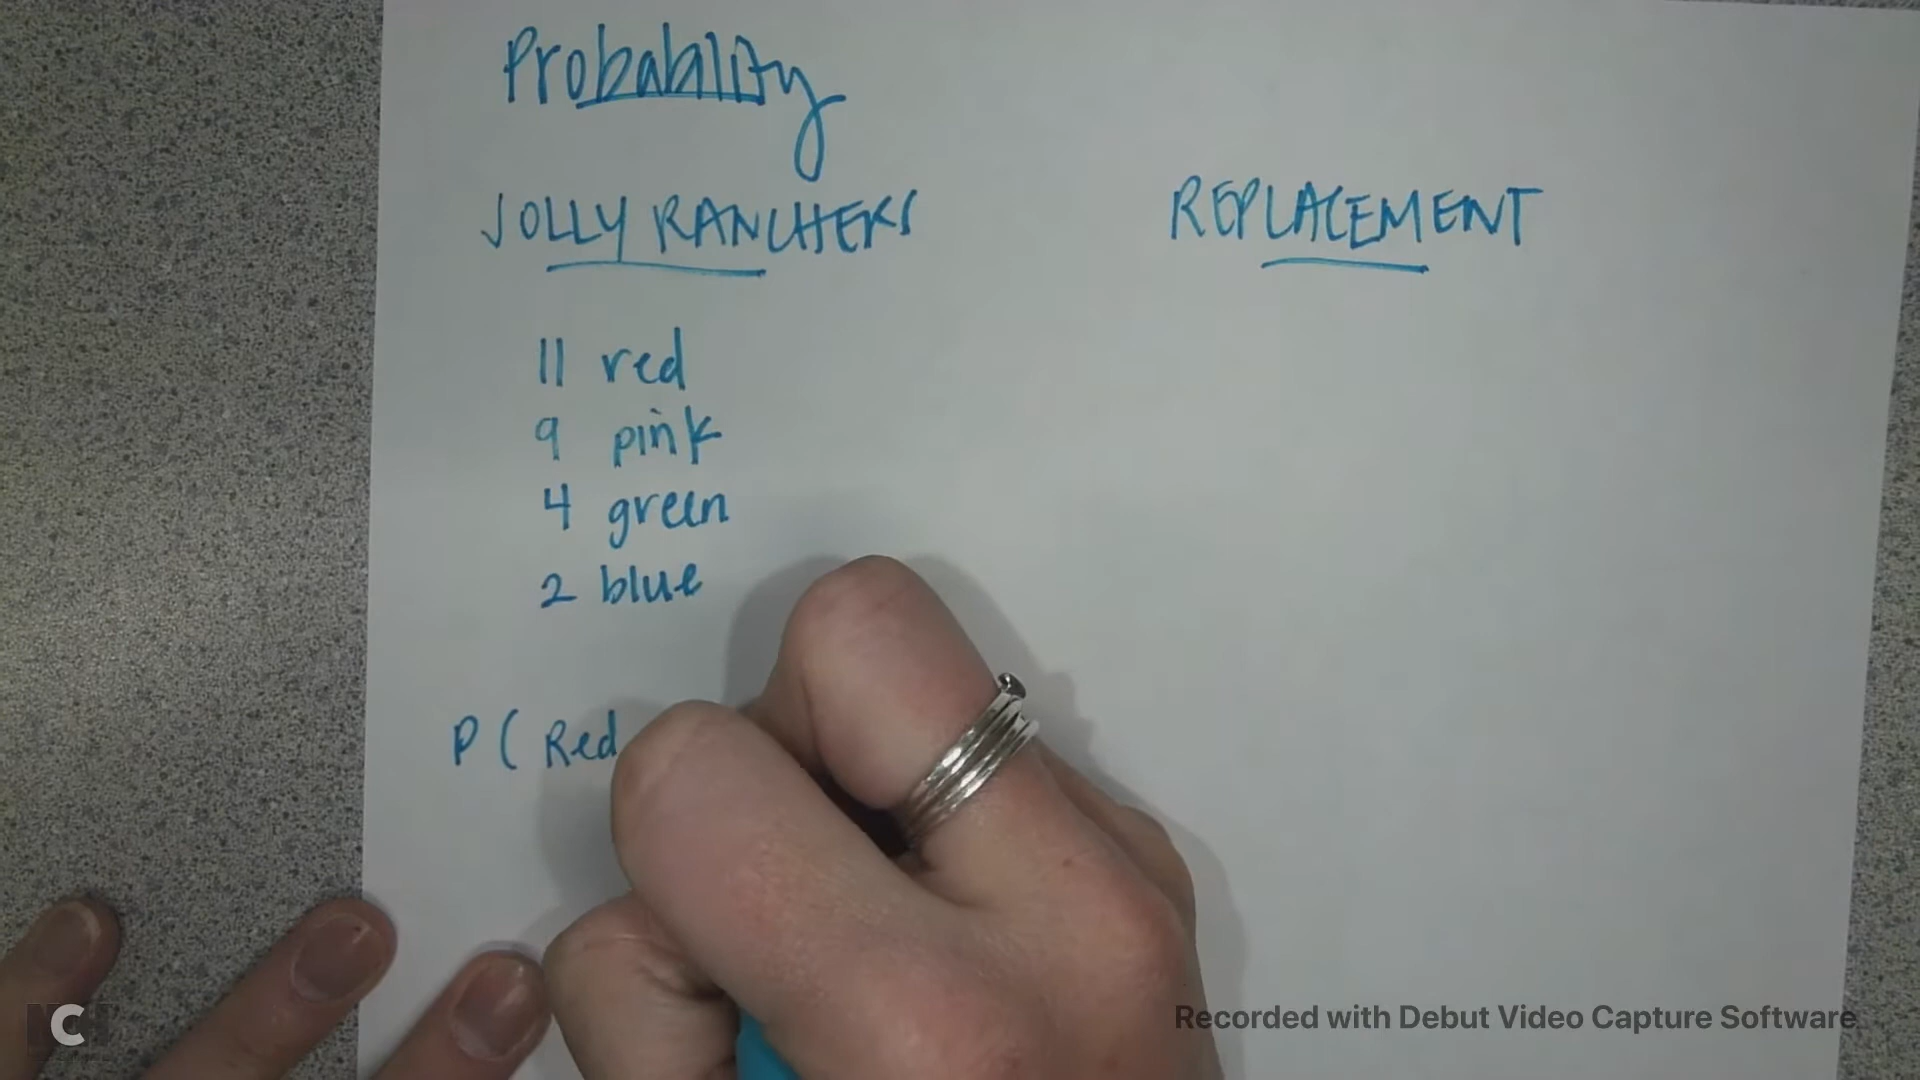 Probability
JOLLY RANCHERS
REPLACEMENT
11 red
9 pink
4 green
2 blue
P ( Red
Recorded with Debut Video Capture Software
NCH